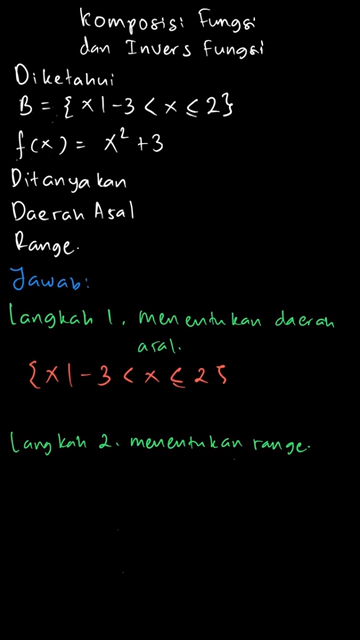 Komposisi Fungsi
dan Invers Fungsi
Diketahui
B = { x | -3 < x ≤ 2 }
f(x) = x² + 3
Ditanyakan
Daerah Asal
Range.
Jawab:
Langkah 1. menentukan daerah
asal.
{ x | -3 < x ≤ 2 }
Langkah 2. menentukan range.